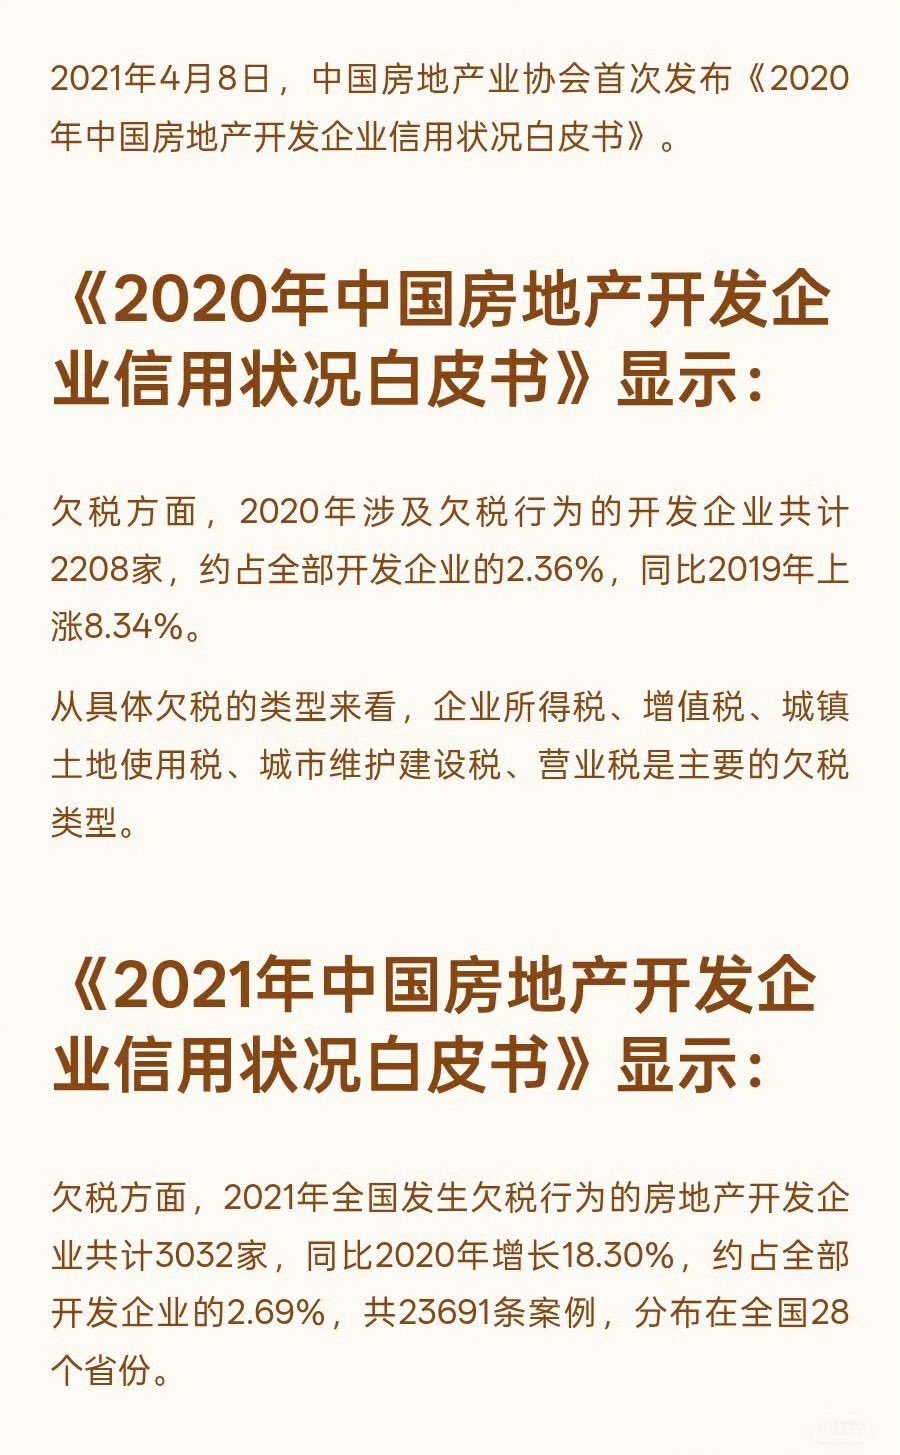 2021年4月8日，中国房地产业协会首次发布《2020
年中国房地产开发企业信用状况白皮书》。
《2020年中国房地产开发企
业信用状况白皮书》显示：
欠税方面，2020年涉及欠税行为的开发企业共计
2208家，约占全部开发企业的2.36%，同比2019年上
涨8.34%。
从具体欠税的类型来看，企业所得税、增值税、城镇
土地使用税、城市维护建设税、营业税是主要的欠税
类型。
《2021年中国房地产开发企
业信用状况白皮书》显示：
欠税方面，2021年全国发生欠税行为的房地产开发企
业共计3032家，同比2020年增长18.30%，约占全部
开发企业的2.69%，共23691条案例，分布在全国28
个省份。